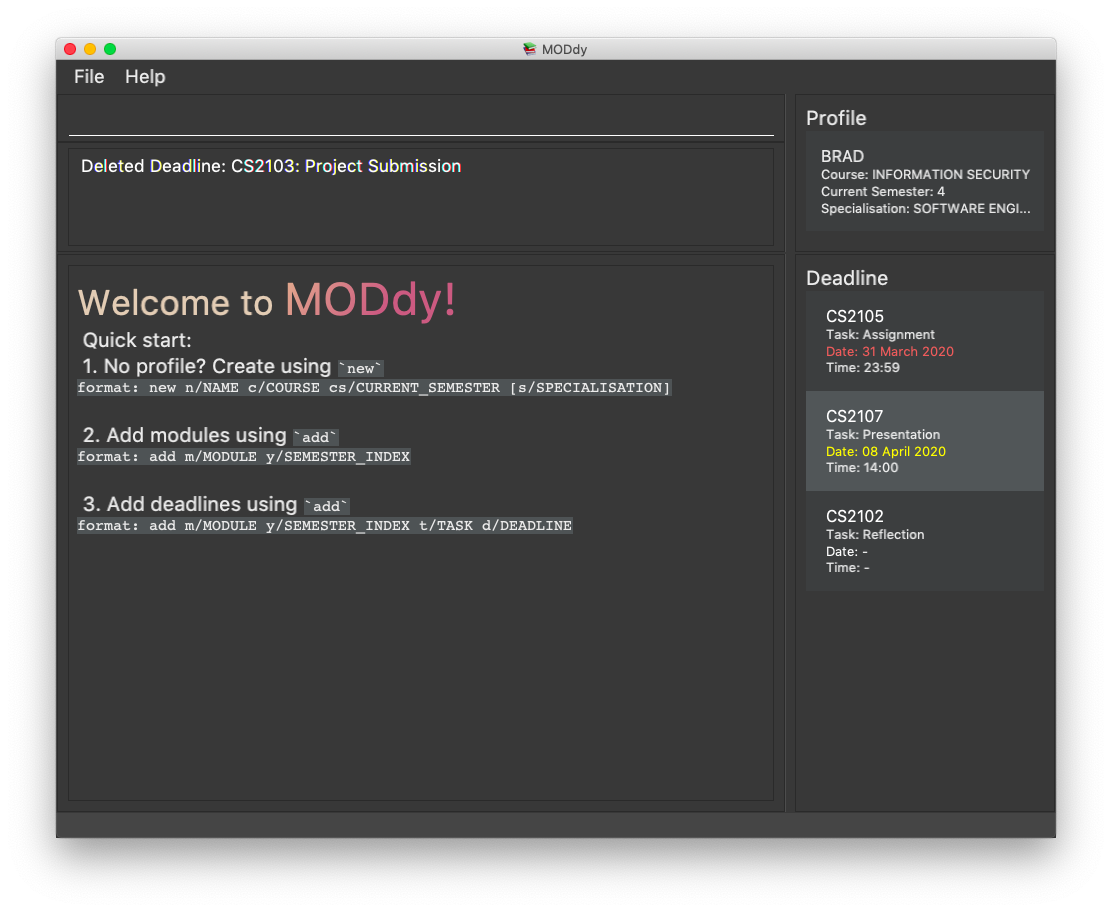 MODdy
File Help
Deleted Deadline: CS2103: Project Submission
Welcome to MODdy!
Quick start:
1. No profile? Create using `new`
format: new n/NAME c/COURSE cs/CURRENT_SEMESTER [s/SPECIALISATION]
2. Add modules using `add`
format: add m/MODULE y/SEMESTER_INDEX
3. Add deadlines using `add`
format: add m/MODULE y/SEMESTER_INDEX t/TASK d/DEADLINE
Profile
BRAD
Course: INFORMATION SECURITY
Current Semester: 4
Specialisation: SOFTWARE ENGI...
Deadline
CS2105
Task: Assignment
Date: 31 March 2020
Time: 23:59
CS2107
Task: Presentation
Date: 08 April 2020
Time: 14:00
CS2102
Task: Reflection
Date: -
Time: -